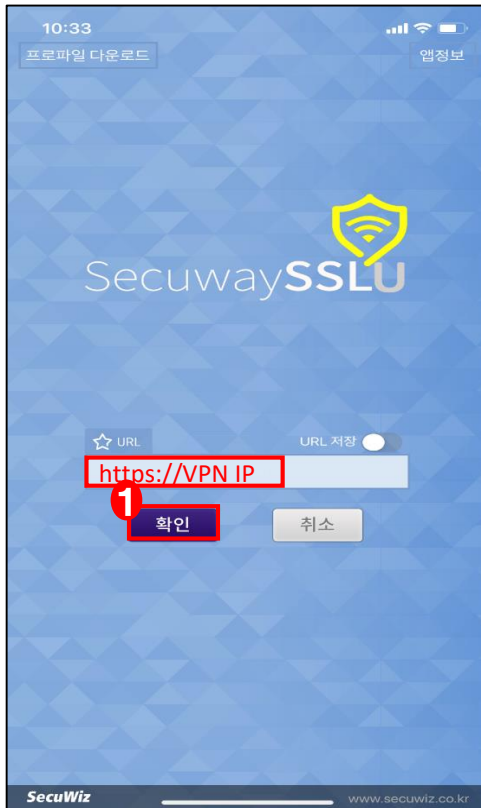 10:33
프로파일 다운로드
앱정보
SecuwaySSLU
URL
URL 저장
https://VPN IP
1
확인
취소
SecuWiz
www.secuwiz.co.kr